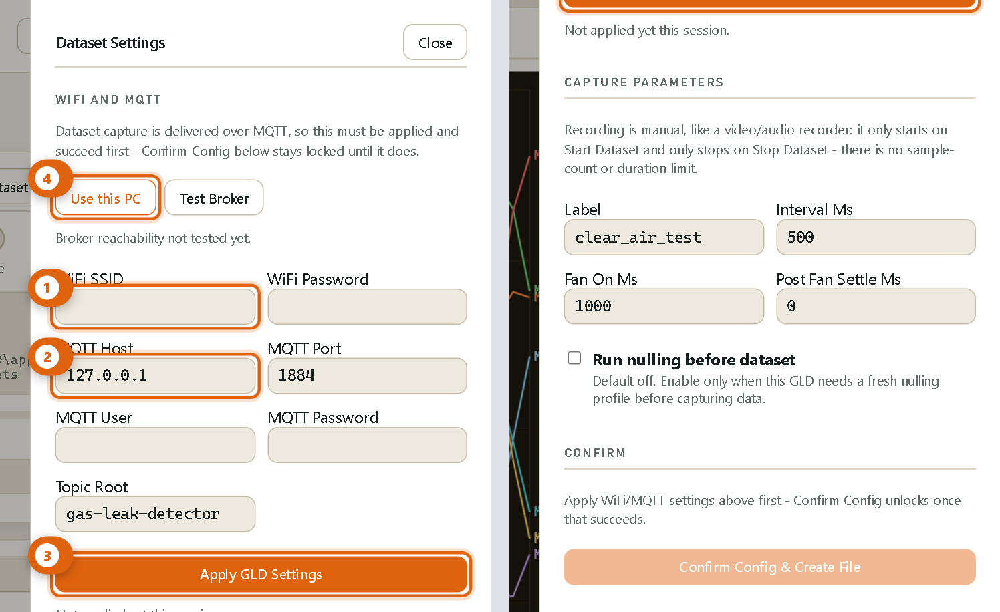 Dataset Settings
Close
WIFI AND MQTT
Dataset capture is delivered over MQTT, so this must be applied and
succeed first - Confirm Config below stays locked until it does.
4
Use this PC
Test Broker
Broker reachability not tested yet.
WiFi SSID
WiFi Password
1
MQTT Host
MQTT Port
2
127.0.0.1
1884
MQTT User
MQTT Password
Topic Root
gas-leak-detector
3
Apply GLD Settings
Not applied yet this session.
CAPTURE PARAMETERS
Recording is manual, like a video/audio recorder: it only starts on
Start Dataset and only stops on Stop Dataset - there is no sample-
count or duration limit.
Label
Interval Ms
clear_air_test
500
Fan On Ms
Post Fan Settle Ms
1000
0
Run nulling before dataset
Default off. Enable only when this GLD needs a fresh nulling
profile before capturing data.
CONFIRM
Apply WiFi/MQTT settings above first - Confirm Config unlocks once
that succeeds.
Confirm Config & Create File